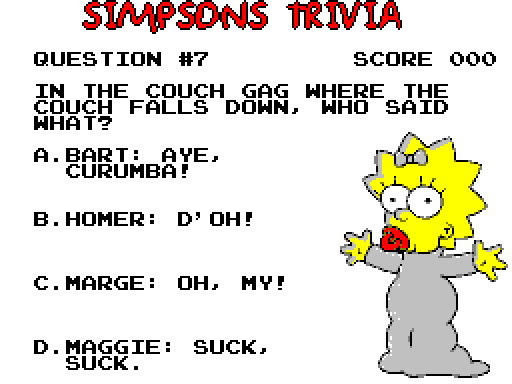 SIMPSONS TRIVIA
QUESTION #7 SCORE 000
IN THE COUCH GAG WHERE THE
COUCH FALLS DOWN, WHO SAID
WHAT?
A.BART: AYE,
CURUMBA!
B.HOMER: D'OH!
C.MARGE: OH, MY!
D.MAGGIE: SUCK,
SUCK.